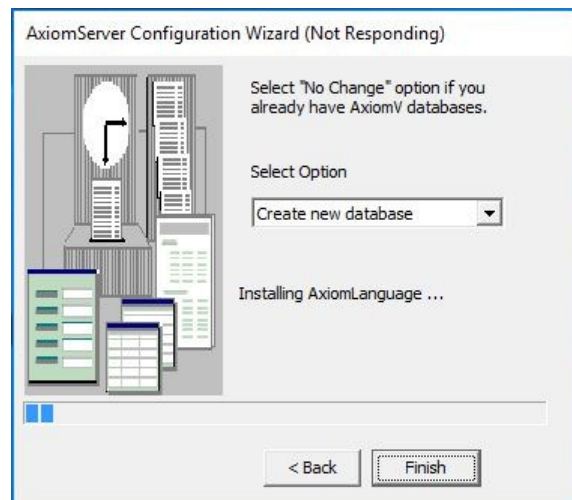 AxiomServer Configuration Wizard (Not Responding)
Select "No Change" option if you
already have AxiomV databases.
Select Option
Create new database
Installing AxiomLanguage ...
< Back
Finish